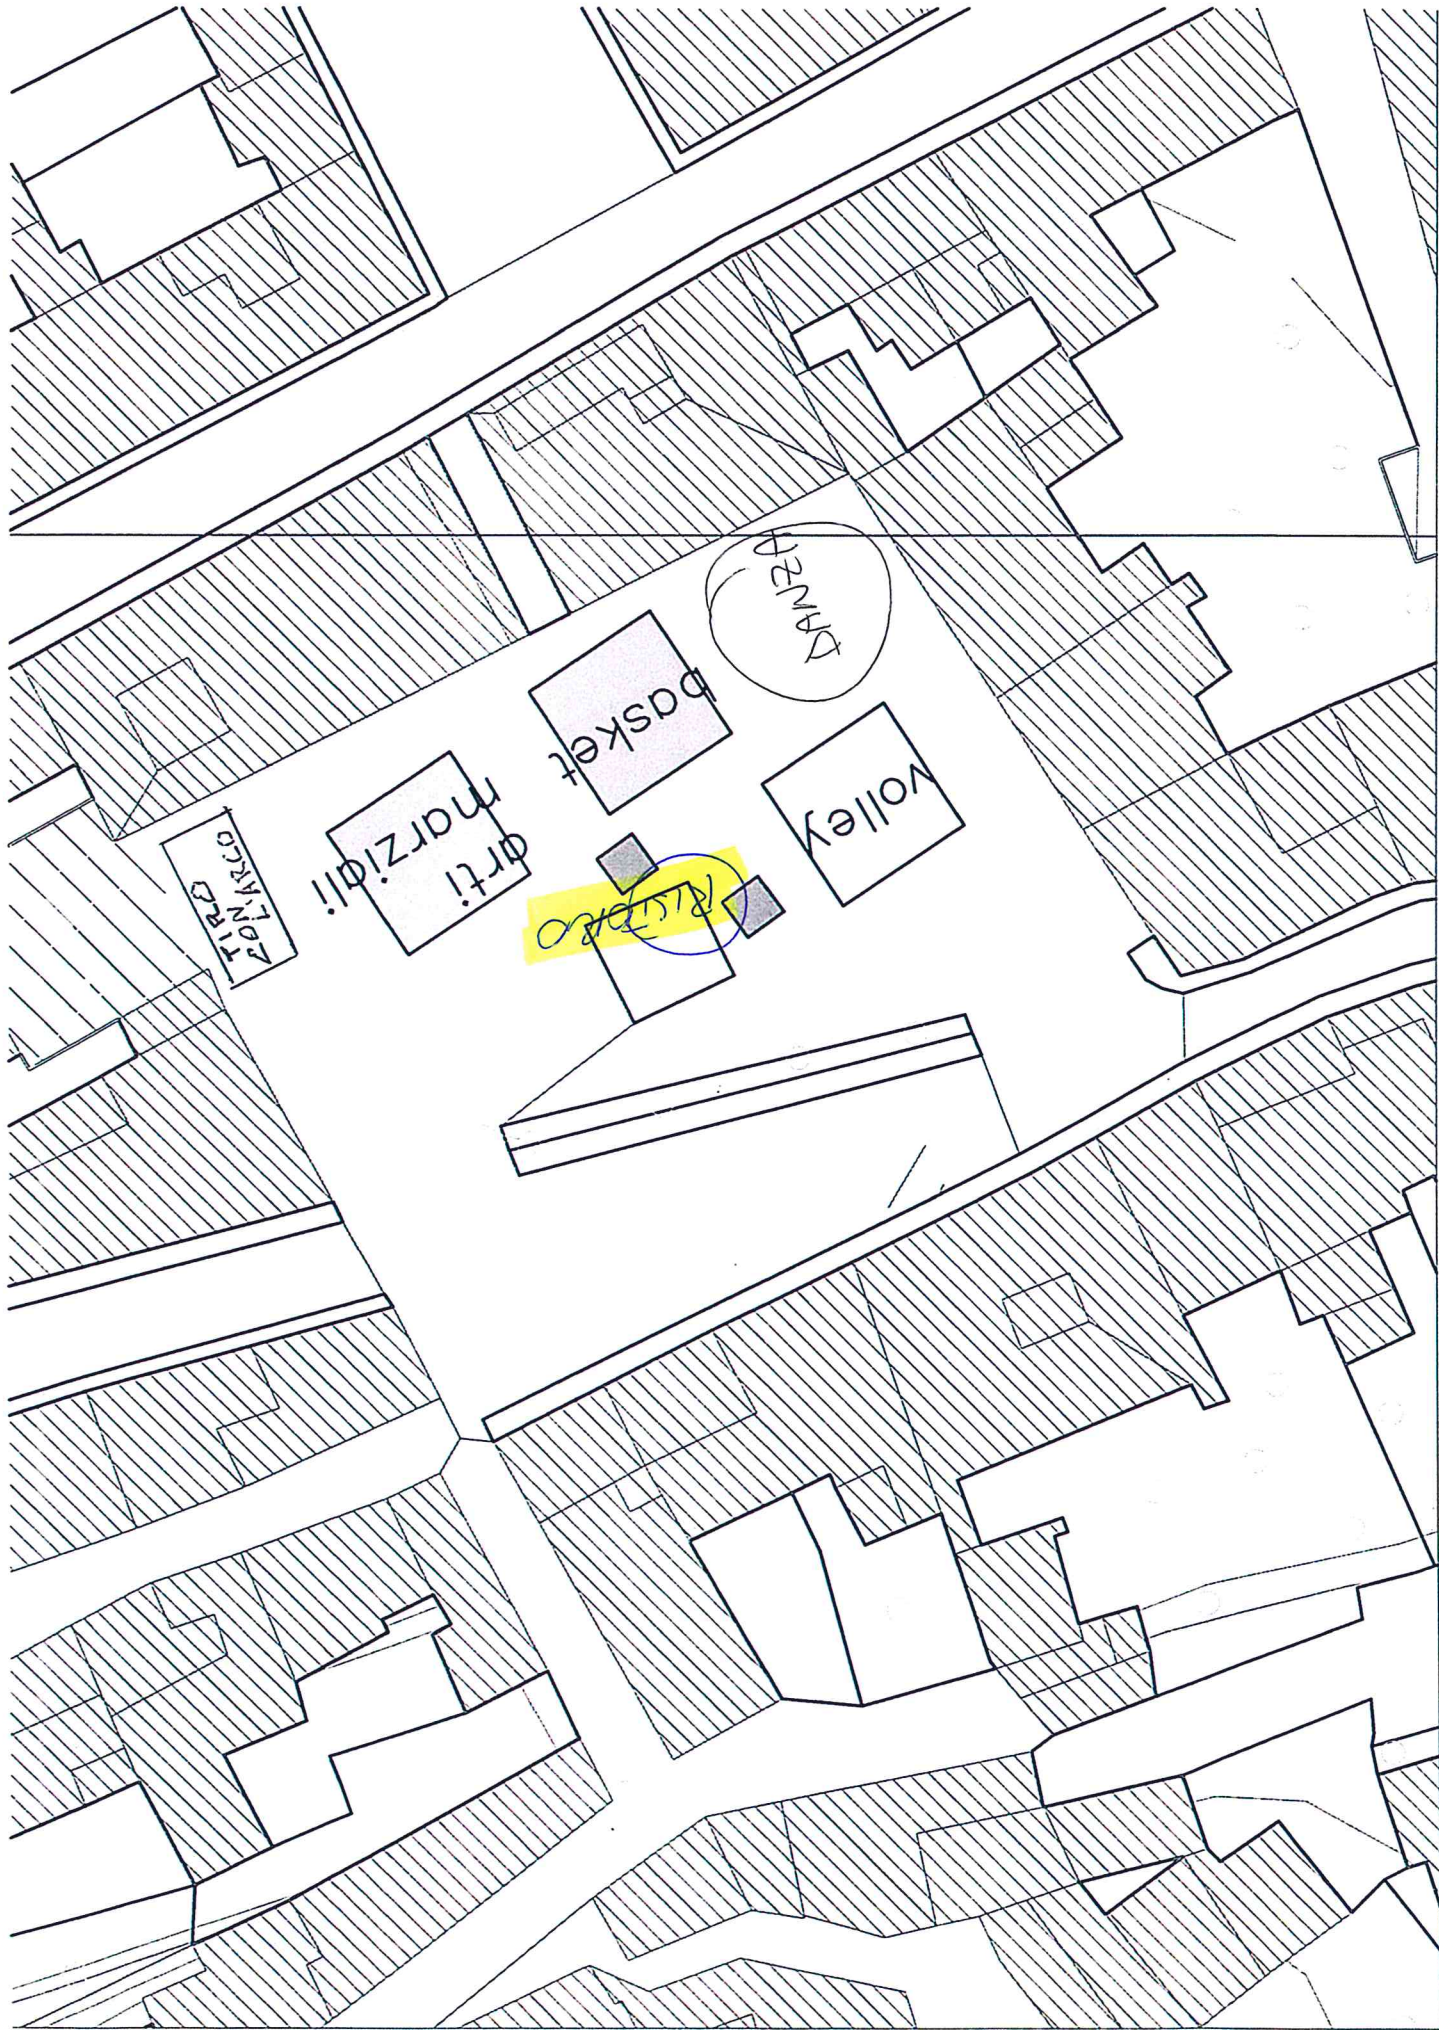 DANZA
basket
volley
arti
marziali
TIRO
CON L'ARCO
RISTORO